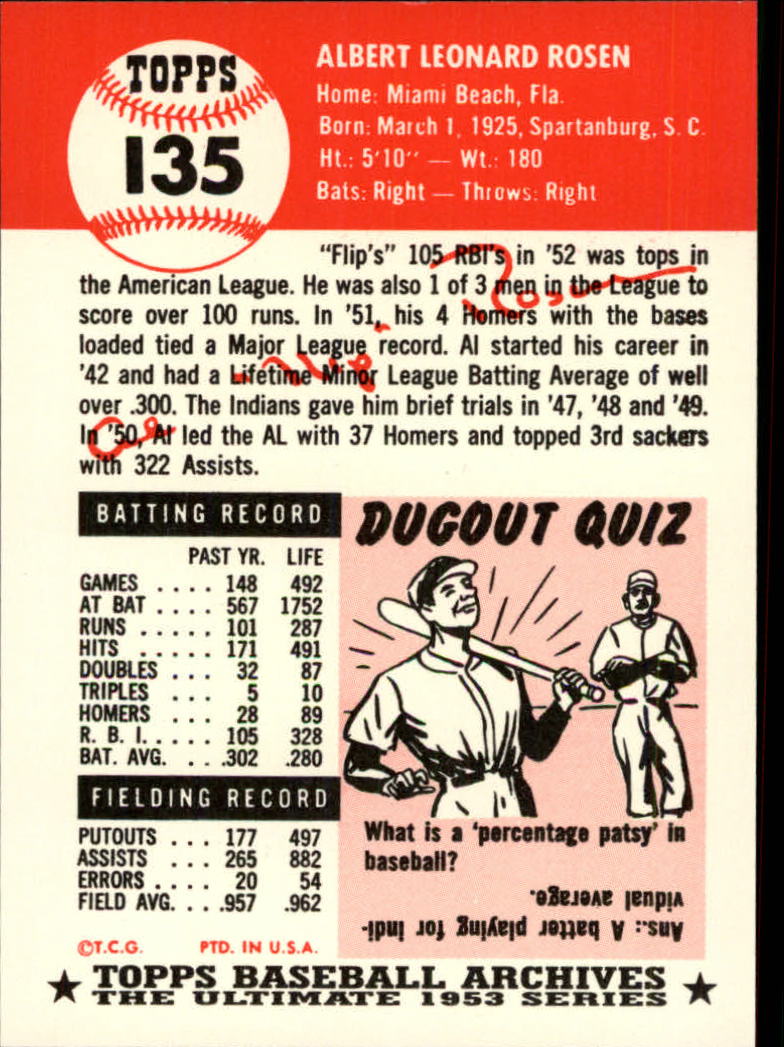 TOPPS
135
ALBERT LEONARD ROSEN
Home: Miami Beach, Fla.
Born: March 1, 1925, Spartanburg, S. C.
Ht.: 5'10'' — Wt.: 180
Bats: Right — Throws: Right
"Flip's" 105 RBI's in '52 was tops in
the American League. He was also 1 of 3 men in the League to
score over 100 runs. In '51, his 4 Homers with the bases
loaded tied a Major League record. Al started his career in
'42 and had a Lifetime Minor League Batting Average of well
over .300. The Indians gave him brief trials in '47, '48 and '49.
In '50, Al led the AL with 37 Homers and topped 3rd sackers
with 322 Assists.
Al "Flip" Rosen
BATTING RECORD
PAST YR. LIFE
GAMES .... 148 492
AT BAT .... 567 1752
RUNS ..... 101 287
HITS ..... 171 491
DOUBLES ... 32 87
TRIPLES ... 5 10
HOMERS ... 28 89
R. B. I. .... 105 328
BAT. AVG. ... .302 .280
FIELDING RECORD
PUTOUTS ... 177 497
ASSISTS ... 265 882
ERRORS .... 20 54
FIELD AVG. ... .957 .962
DUGOUT QUIZ
What is a 'percentage patsy' in
baseball?
Ans.: A batter playing for indi-
vidual average.
©T.C.G. PTD. IN U.S.A.
TOPPS BASEBALL ARCHIVES
THE ULTIMATE 1953 SERIES